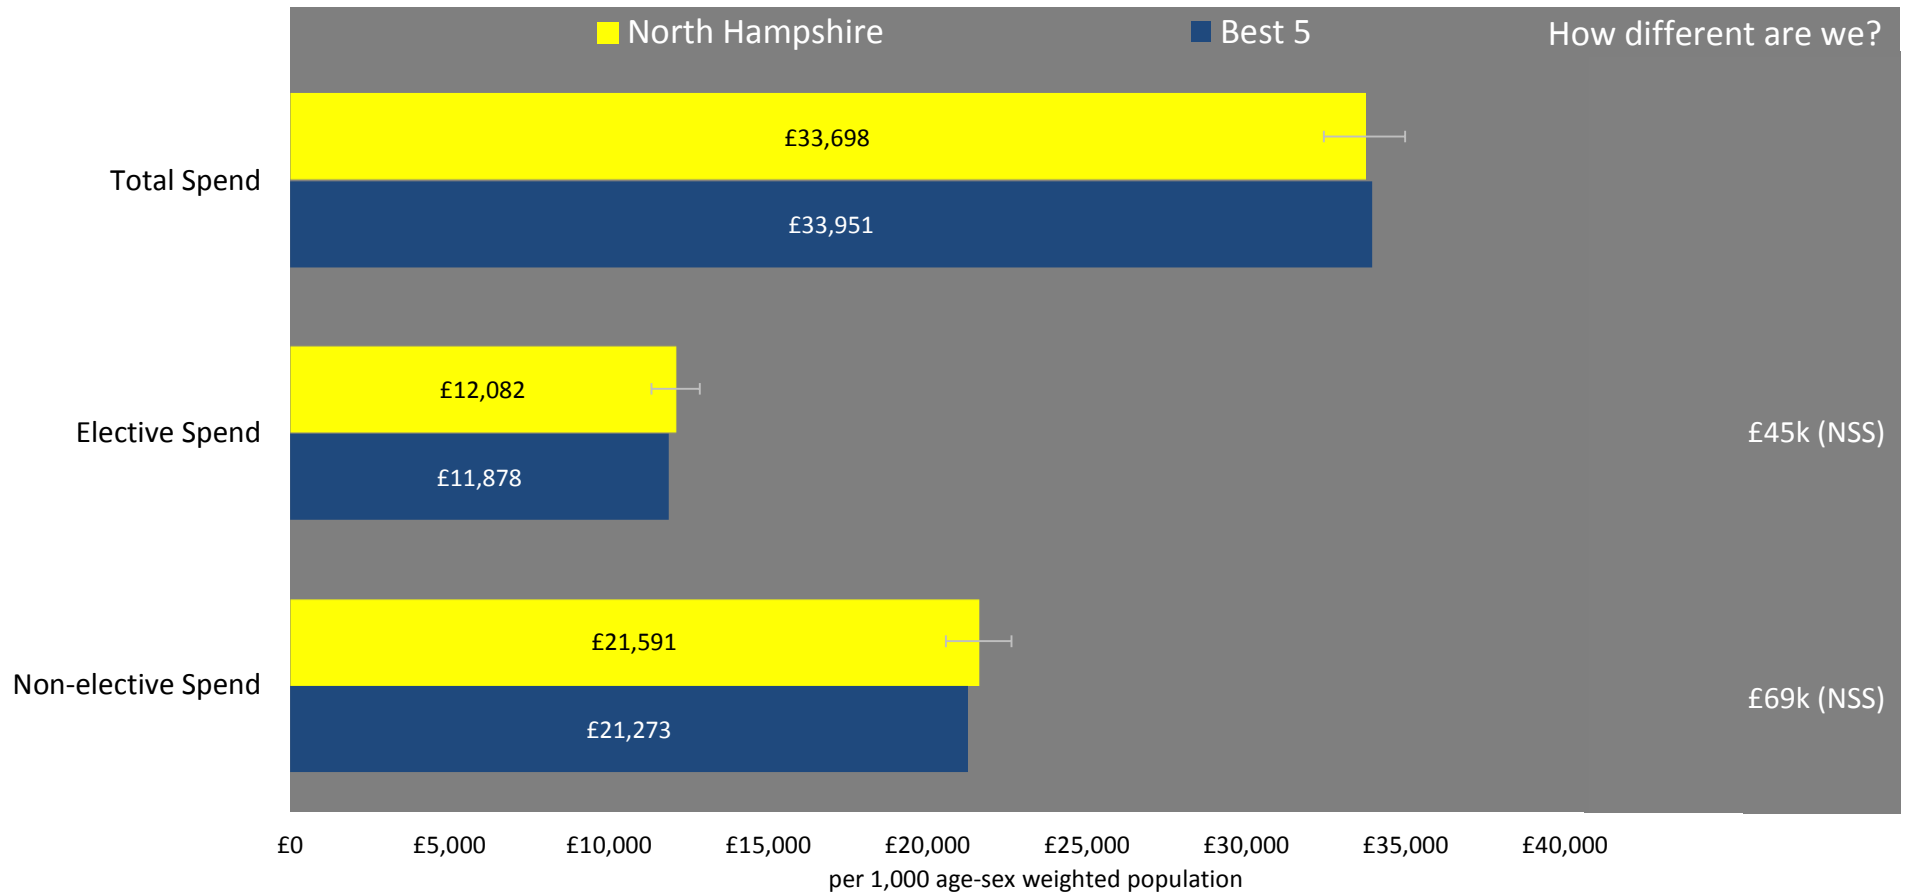 North Hampshire
Best 5
How different are we?
Total Spend
£33,698
£33,951
Elective Spend
£12,082
£11,878
£45k (NSS)
Non-elective Spend
£21,591
£21,273
£69k (NSS)
£0 £5,000 £10,000 £15,000 £20,000 £25,000 £30,000 £35,000 £40,000
per 1,000 age-sex weighted population